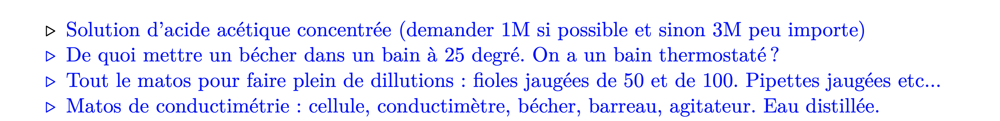 ▷ Solution d'acide acétique concentrée (demander 1M si possible et sinon 3M peu importe)
▷ De quoi mettre un bécher dans un bain à 25 degré. On a un bain thermostaté ?
▷ Tout le matos pour faire plein de dillutions : fioles jaugées de 50 et de 100. Pipettes jaugées etc...
▷ Matos de conductimétrie : cellule, conductimètre, bécher, barreau, agitateur. Eau distillée.